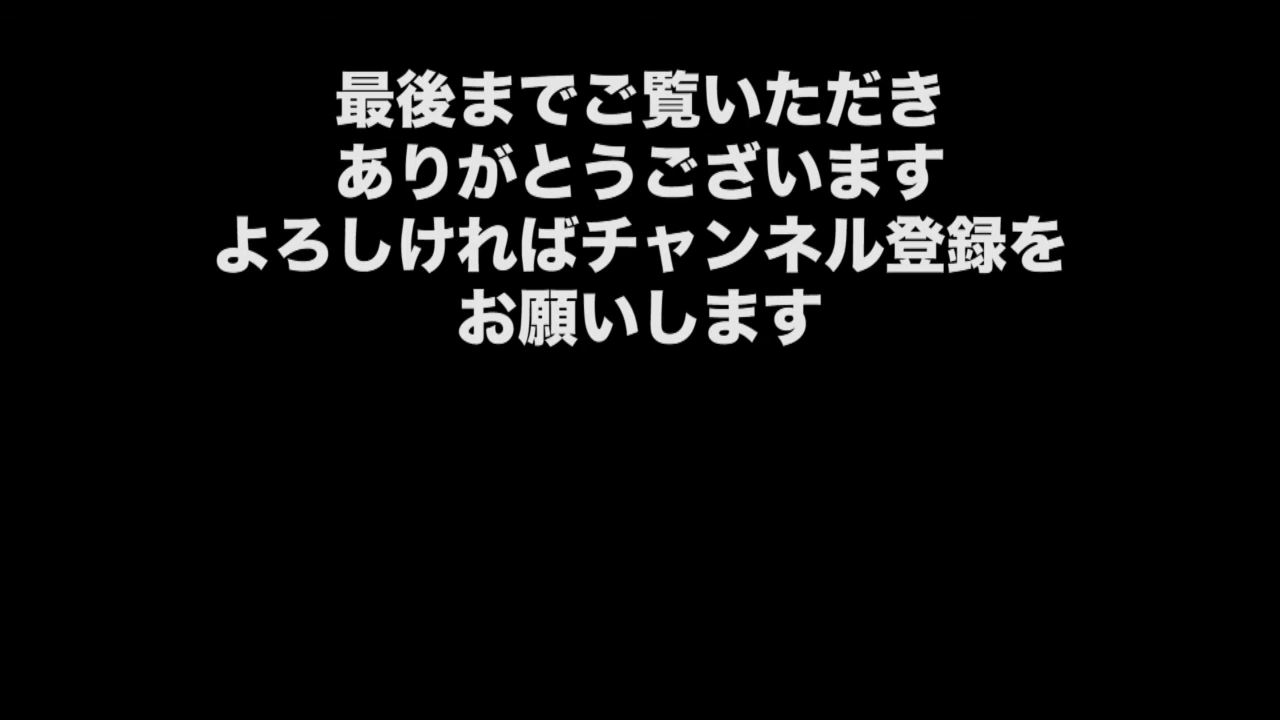 最後までご覧いただき
ありがとうございます
よろしければチャンネル登録を
お願いします